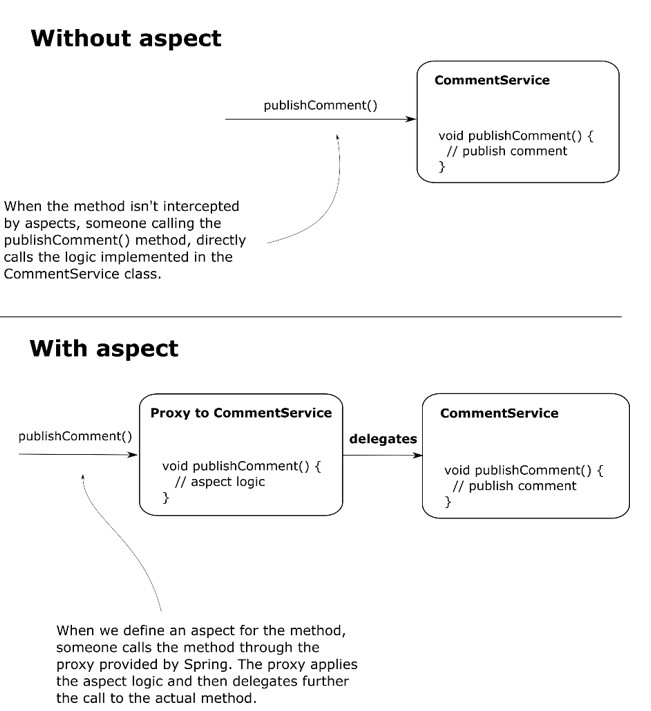 Without aspect
CommentService
publishComment()
void publishComment() {
// publish comment
}
When the method isn't intercepted
by aspects, someone calling the
publishComment() method, directly
calls the logic implemented in the
CommentService class.
With aspect
Proxy to CommentService
CommentService
publishComment()
delegates
void publishComment() {
// aspect logic
}
void publishComment() {
// publish comment
}
When we define an aspect for the method,
someone calls the method through the
proxy provided by Spring. The proxy applies
the aspect logic and then delegates further
the call to the actual method.